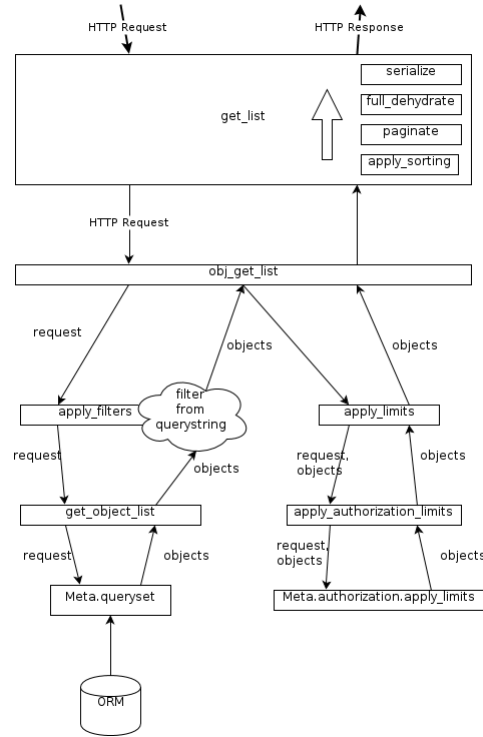 HTTP Request
HTTP Response
serialize
full_dehydrate
get_list
paginate
apply_sorting
HTTP Request
obj_get_list
request
objects
objects
filter
from
querystring
apply_filters
apply_limits
request
request,
objects
objects
objects
get_object_list
apply_authorization_limits
request
objects
request,
objects
objects
Meta.queryset
Meta.authorization.apply_limits
ORM